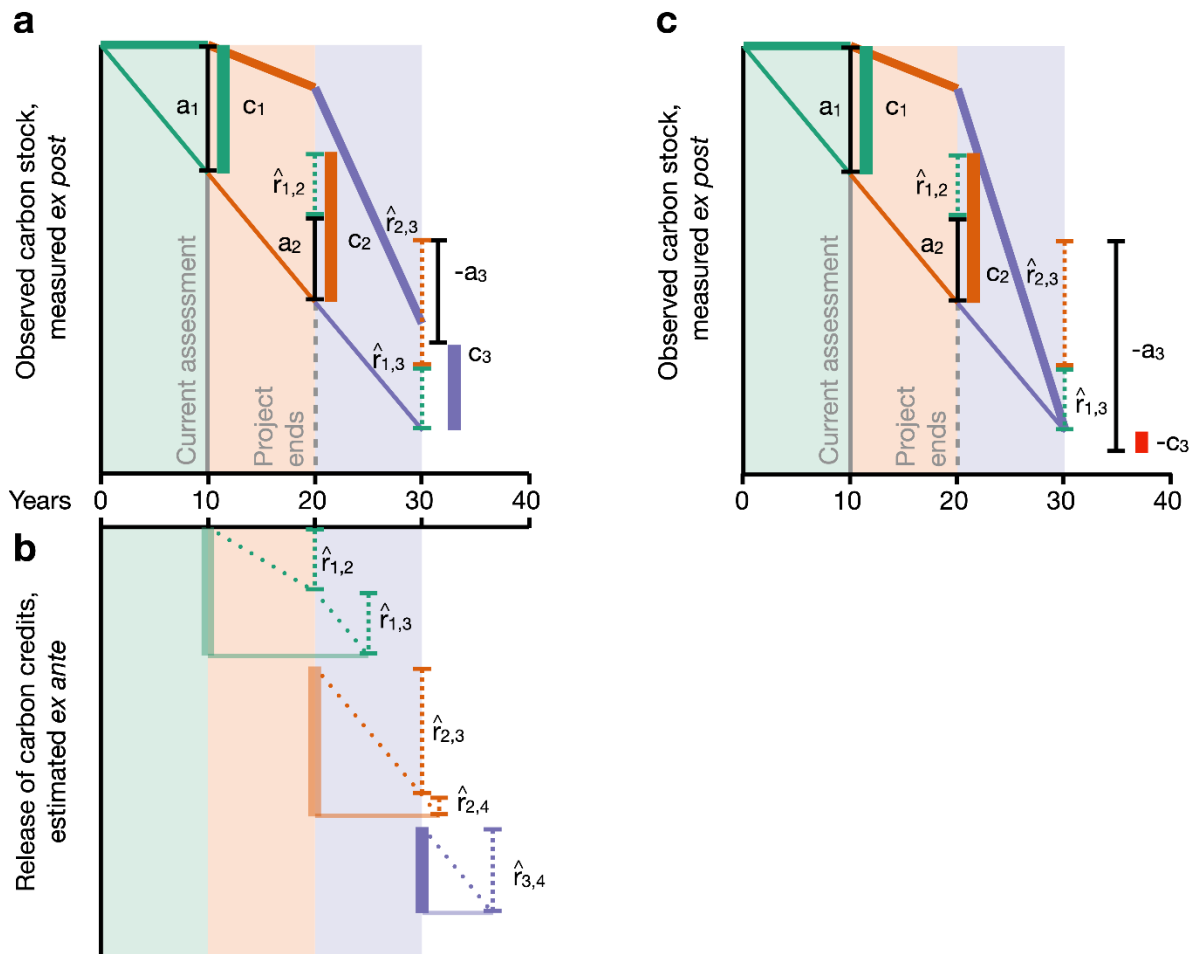 a
Observed carbon stock,
measured ex post
a1
c1
r̂1,2
a2
c2
r̂2,3
-a3
r̂1,3
c3
Current assessment
Project
ends
Years
0
10
20
30
40
b
Release of carbon credits,
estimated ex ante
r̂1,2
r̂1,3
r̂2,3
r̂2,4
r̂3,4
c
Observed carbon stock,
measured ex post
a1
c1
r̂1,2
a2
c2
r̂2,3
-a3
r̂1,3
-c3
Current assessment
Project
ends
0
10
20
30
40